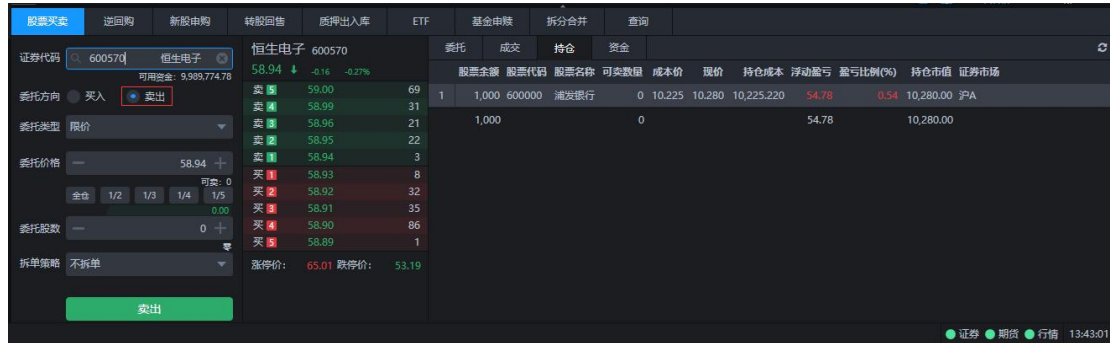 股票买卖 逆回购 新股申购 转股回售 质押出入库 ETF 基金申赎 拆分合并 查询
证券代码 600570 恒生电子
可用资金: 9,989,774.78
委托方向 买入 卖出
委托类型 限价
委托价格 58.94
可卖: 0
全仓 1/2 1/3 1/4 1/5
0.00
委托股数 0
零
拆单策略 不拆单
卖出
恒生电子 600570
58.94 -0.16 -0.27%
卖 5 59.00 69
卖 4 58.99 31
卖 3 58.96 21
卖 2 58.95 22
卖 1 58.94 3
买 1 58.93 8
买 2 58.92 32
买 3 58.91 35
买 4 58.90 86
买 5 58.89 1
涨停价: 65.01 跌停价: 53.19
委托 成交 持仓 资金
股票余额 股票代码 股票名称 可卖数量 成本价 现价 持仓成本 浮动盈亏 盈亏比例(%) 持仓市值 证券市场
1 1,000 600000 浦发银行 0 10.225 10.280 10,225.220 54.78 0.54 10,280.00 沪A
1,000 0 54.78 10,280.00
证券 期货 行情 13:43:01